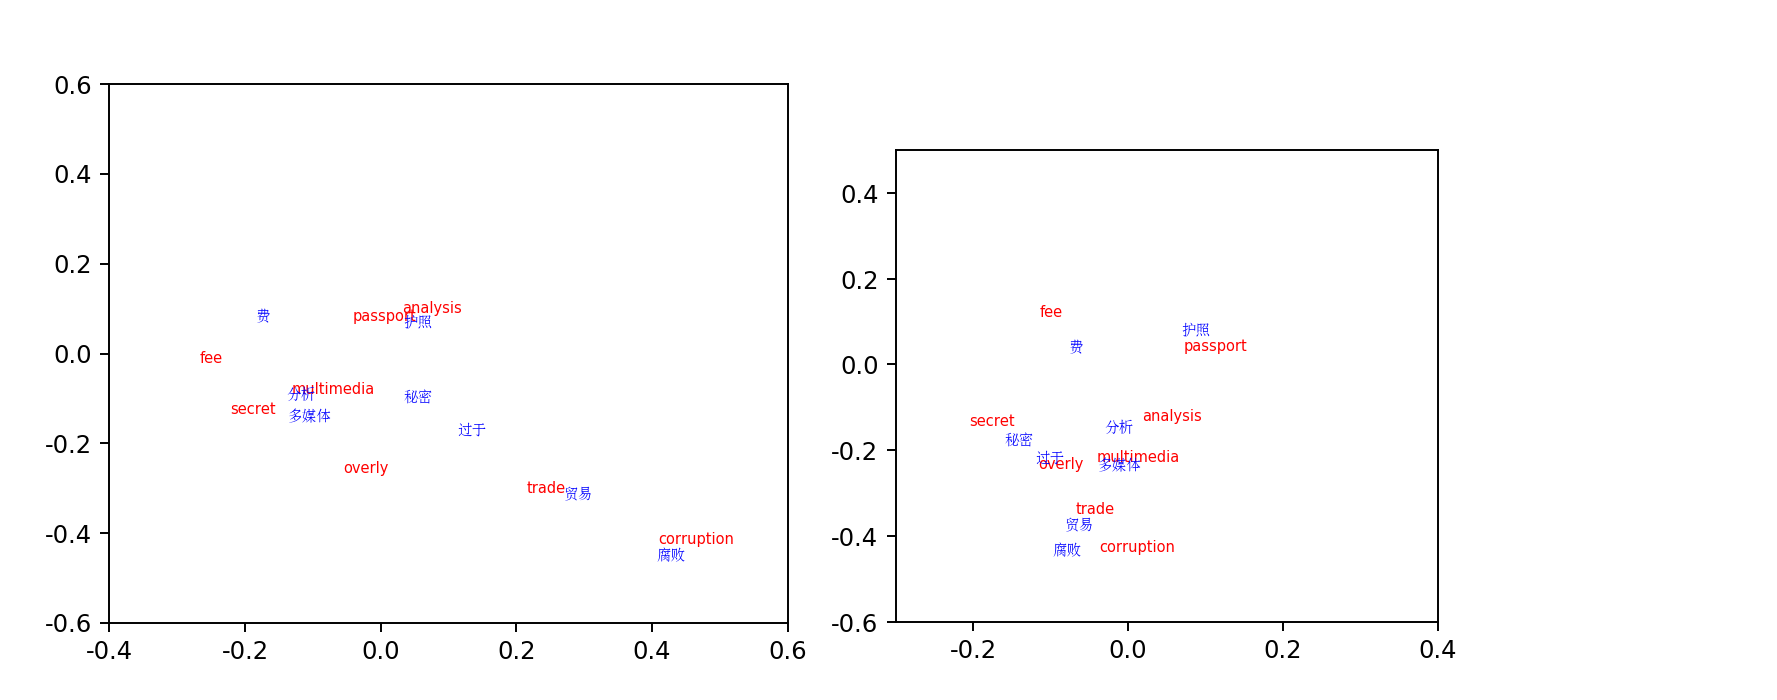 0.6
0.4
0.2
0.0
-0.2
-0.4
-0.6
-0.4
-0.2
0.0
0.2
0.4
0.6
analysis
passport
护照
费
fee
multimedia
分析
秘密
secret
多媒体
过于
overly
trade
贸易
corruption
腐败
0.4
0.2
0.0
-0.2
-0.4
-0.6
-0.2
0.0
0.2
0.4
fee
护照
费
passport
analysis
secret
分析
秘密
过于
multimedia
overly
多媒体
trade
贸易
corruption
腐败